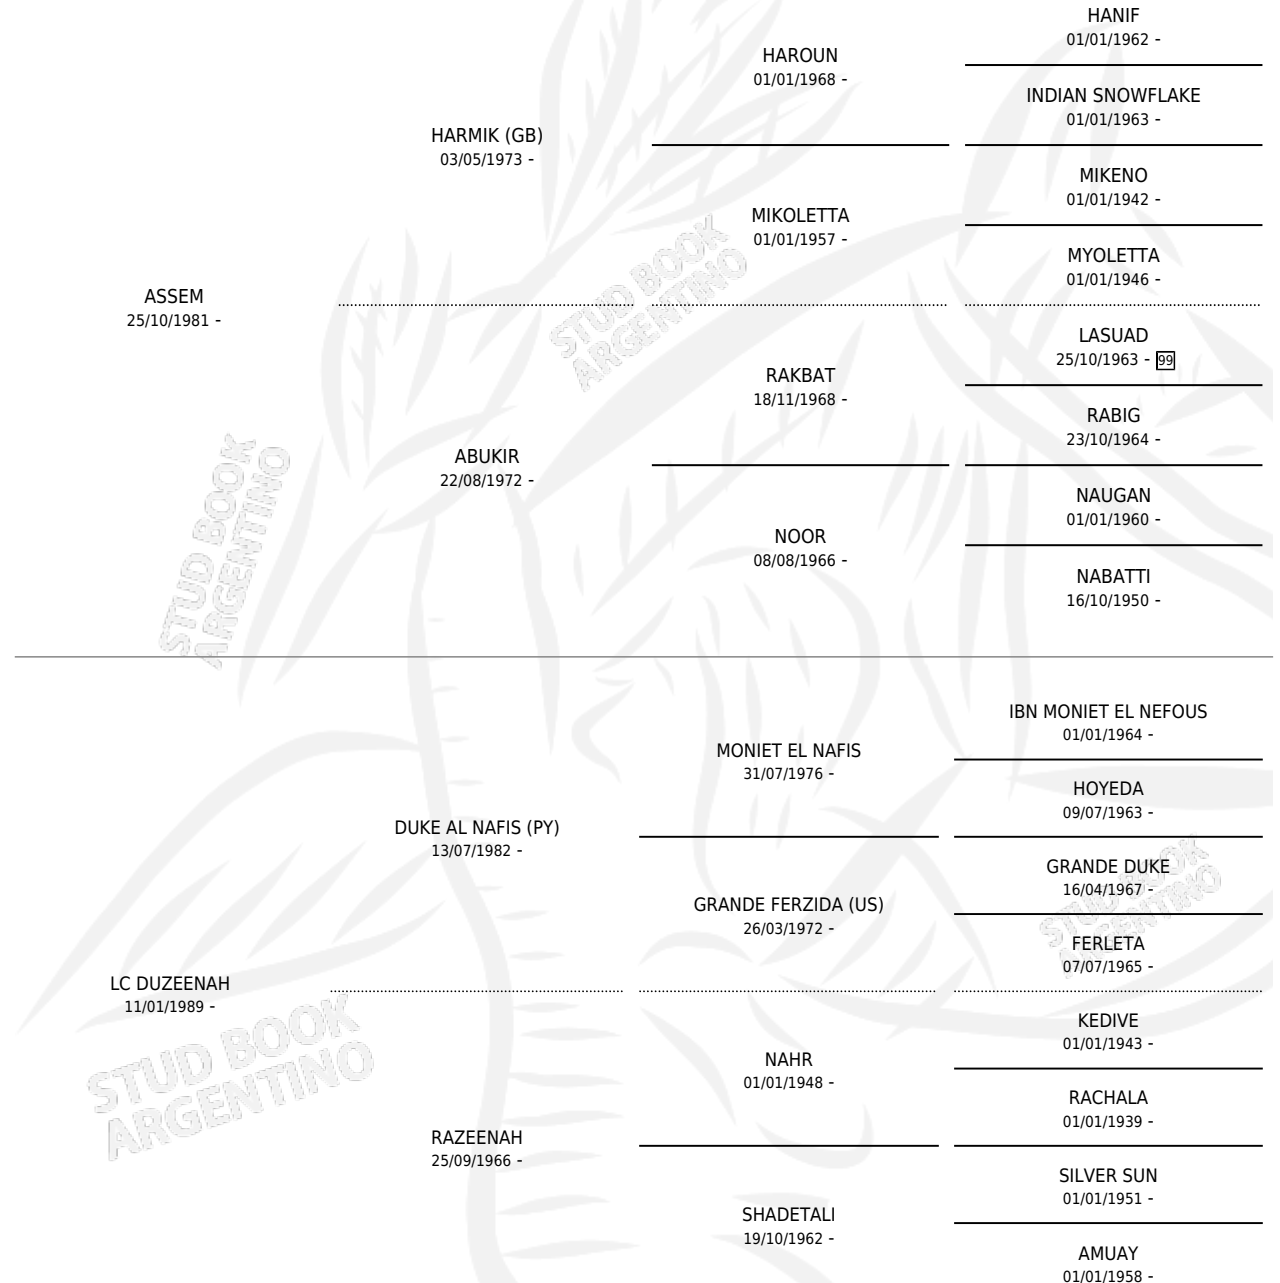 HANIF
01/01/1962 -
HAROUN
01/01/1968 -
INDIAN SNOWFLAKE
01/01/1963 -
HARMIK (GB)
03/05/1973 -
MIKENO
01/01/1942 -
MIKOLETTA
01/01/1957 -
MYOLETTA
01/01/1946 -
ASSEM
25/10/1981 -
LASUAD
25/10/1963 - 99
RAKBAT
18/11/1968 -
RABIG
23/10/1964 -
ABUKIR
22/08/1972 -
NAUGAN
01/01/1960 -
NOOR
08/08/1966 -
NABATTI
16/10/1950 -
IBN MONIET EL NEFOUS
01/01/1964 -
MONIET EL NAFIS
31/07/1976 -
HOYEDA
09/07/1963 -
DUKE AL NAFIS (PY)
13/07/1982 -
GRANDE DUKE
16/04/1967 -
GRANDE FERZIDA (US)
26/03/1972 -
FERLETA
07/07/1965 -
LC DUZEENAH
11/01/1989 -
KEDIVE
01/01/1943 -
NAHR
01/01/1948 -
RACHALA
01/01/1939 -
RAZEENAH
25/09/1966 -
SILVER SUN
01/01/1951 -
SHADETALI
19/10/1962 -
AMUAY
01/01/1958 -
STUD BOOK
ARGENTINO
STUD BOOK
ARGENTINO
STUD BOOK
ARGENTINO
STUD BOOK
ARGENTINO